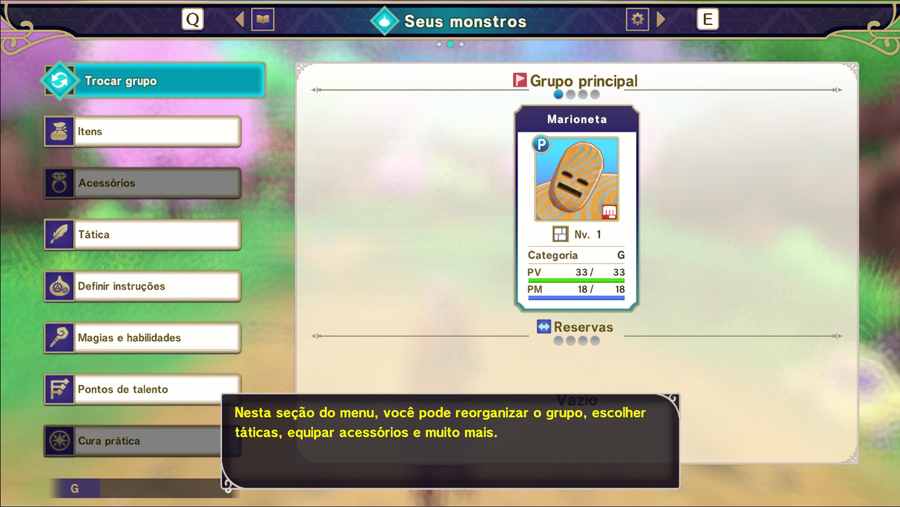 Q
Seus monstros
E
Trocar grupo
Itens
Acessórios
Tática
Definir instruções
Magias e habilidades
Pontos de talento
Cura prática
G
Grupo principal
Marioneta
P
Nv. 1
Categoria G
PV 33/ 33
PM 18/ 18
Reservas
Vazio
Nesta seção do menu, você pode reorganizar o grupo, escolher
táticas, equipar acessórios e muito mais.